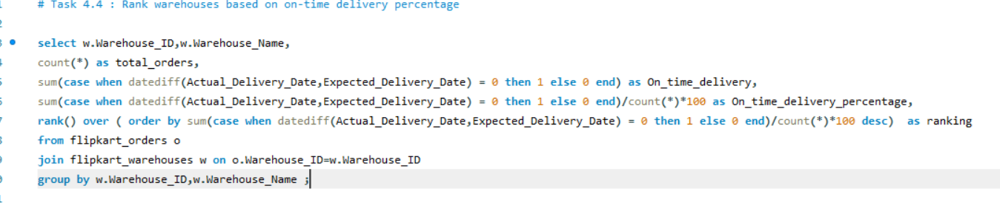 # Task 4.4 : Rank warehouses based on on-time delivery percentage
select w.Warehouse_ID,w.Warehouse_Name,
count(*) as total_orders,
sum(case when datediff(Actual_Delivery_Date,Expected_Delivery_Date) = 0 then 1 else 0 end) as On_time_delivery,
sum(case when datediff(Actual_Delivery_Date,Expected_Delivery_Date) = 0 then 1 else 0 end)/count(*)*100 as On_time_delivery_percentage,
rank() over ( order by sum(case when datediff(Actual_Delivery_Date,Expected_Delivery_Date) = 0 then 1 else 0 end)/count(*)*100 desc)  as ranking
from flipkart_orders o
join flipkart_warehouses w on o.Warehouse_ID=w.Warehouse_ID
group by w.Warehouse_ID,w.Warehouse_Name ;